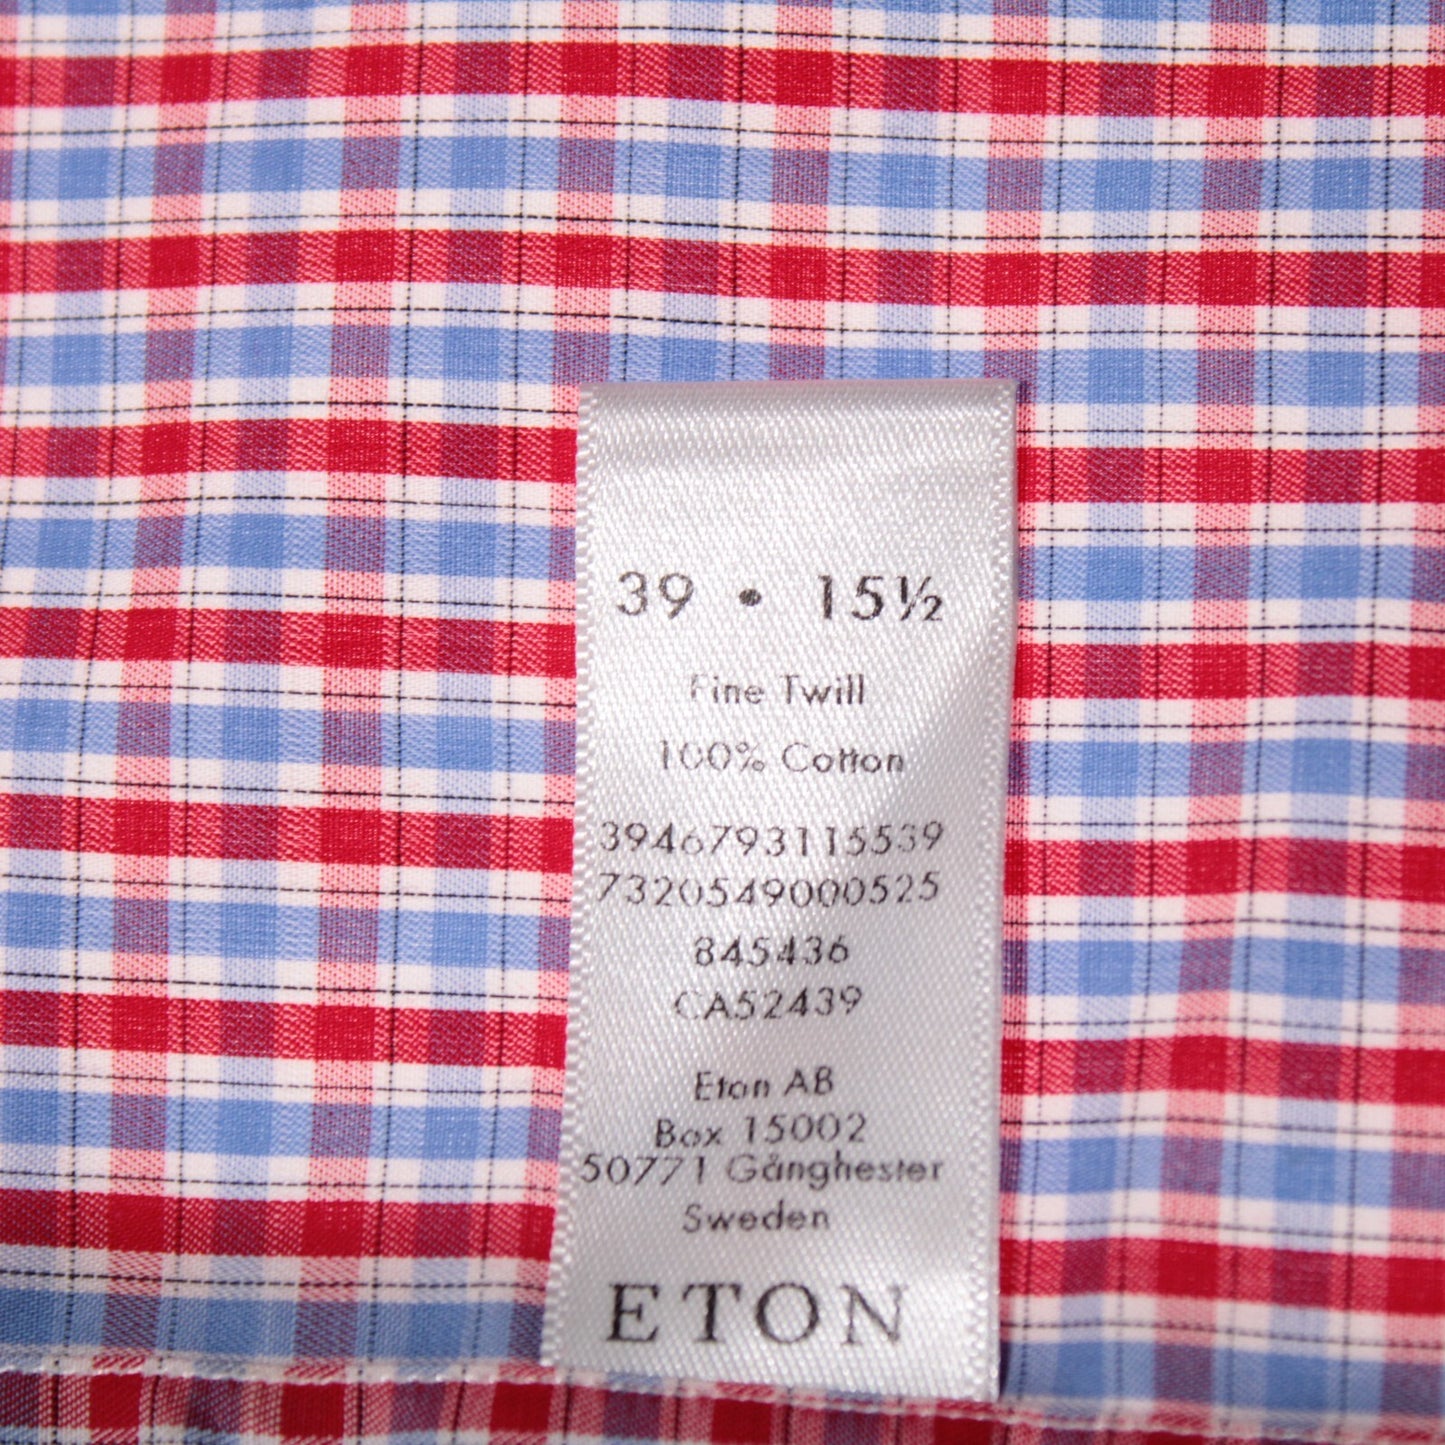 39 • 15½
Fine Twill
100% Cotton
3946793115539
7320549000525
845436
CA52439
Eton AB
Box 15002
50771 Gånghester
Sweden
ETON